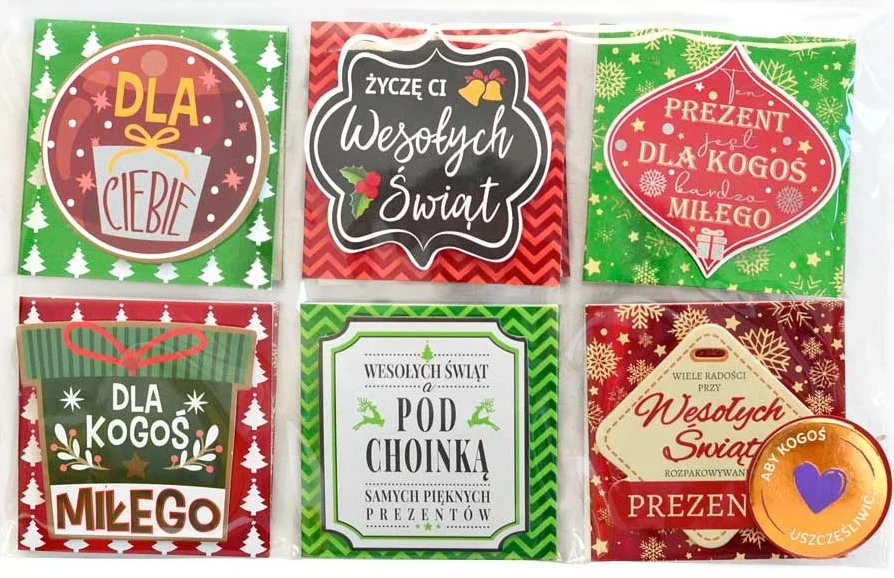 DLA
CIEBIE
ŻYCZĘ CI
Wesołych
Świąt
Ten
PREZENT
jest
DLA KOGOŚ
bardzo
MIŁEGO
DLA
KOGOŚ
MIŁEGO
WESOŁYCH ŚWIĄT
a
POD
CHOINKĄ
SAMYCH PIĘKNYCH
PREZENTÓW
WIELE RADOŚCI
PRZY
Wesołych
Świąt
ROZPAKOWYWANI
PREZEN
ABY KOGOŚ
USZCZĘŚLIWIĆ...